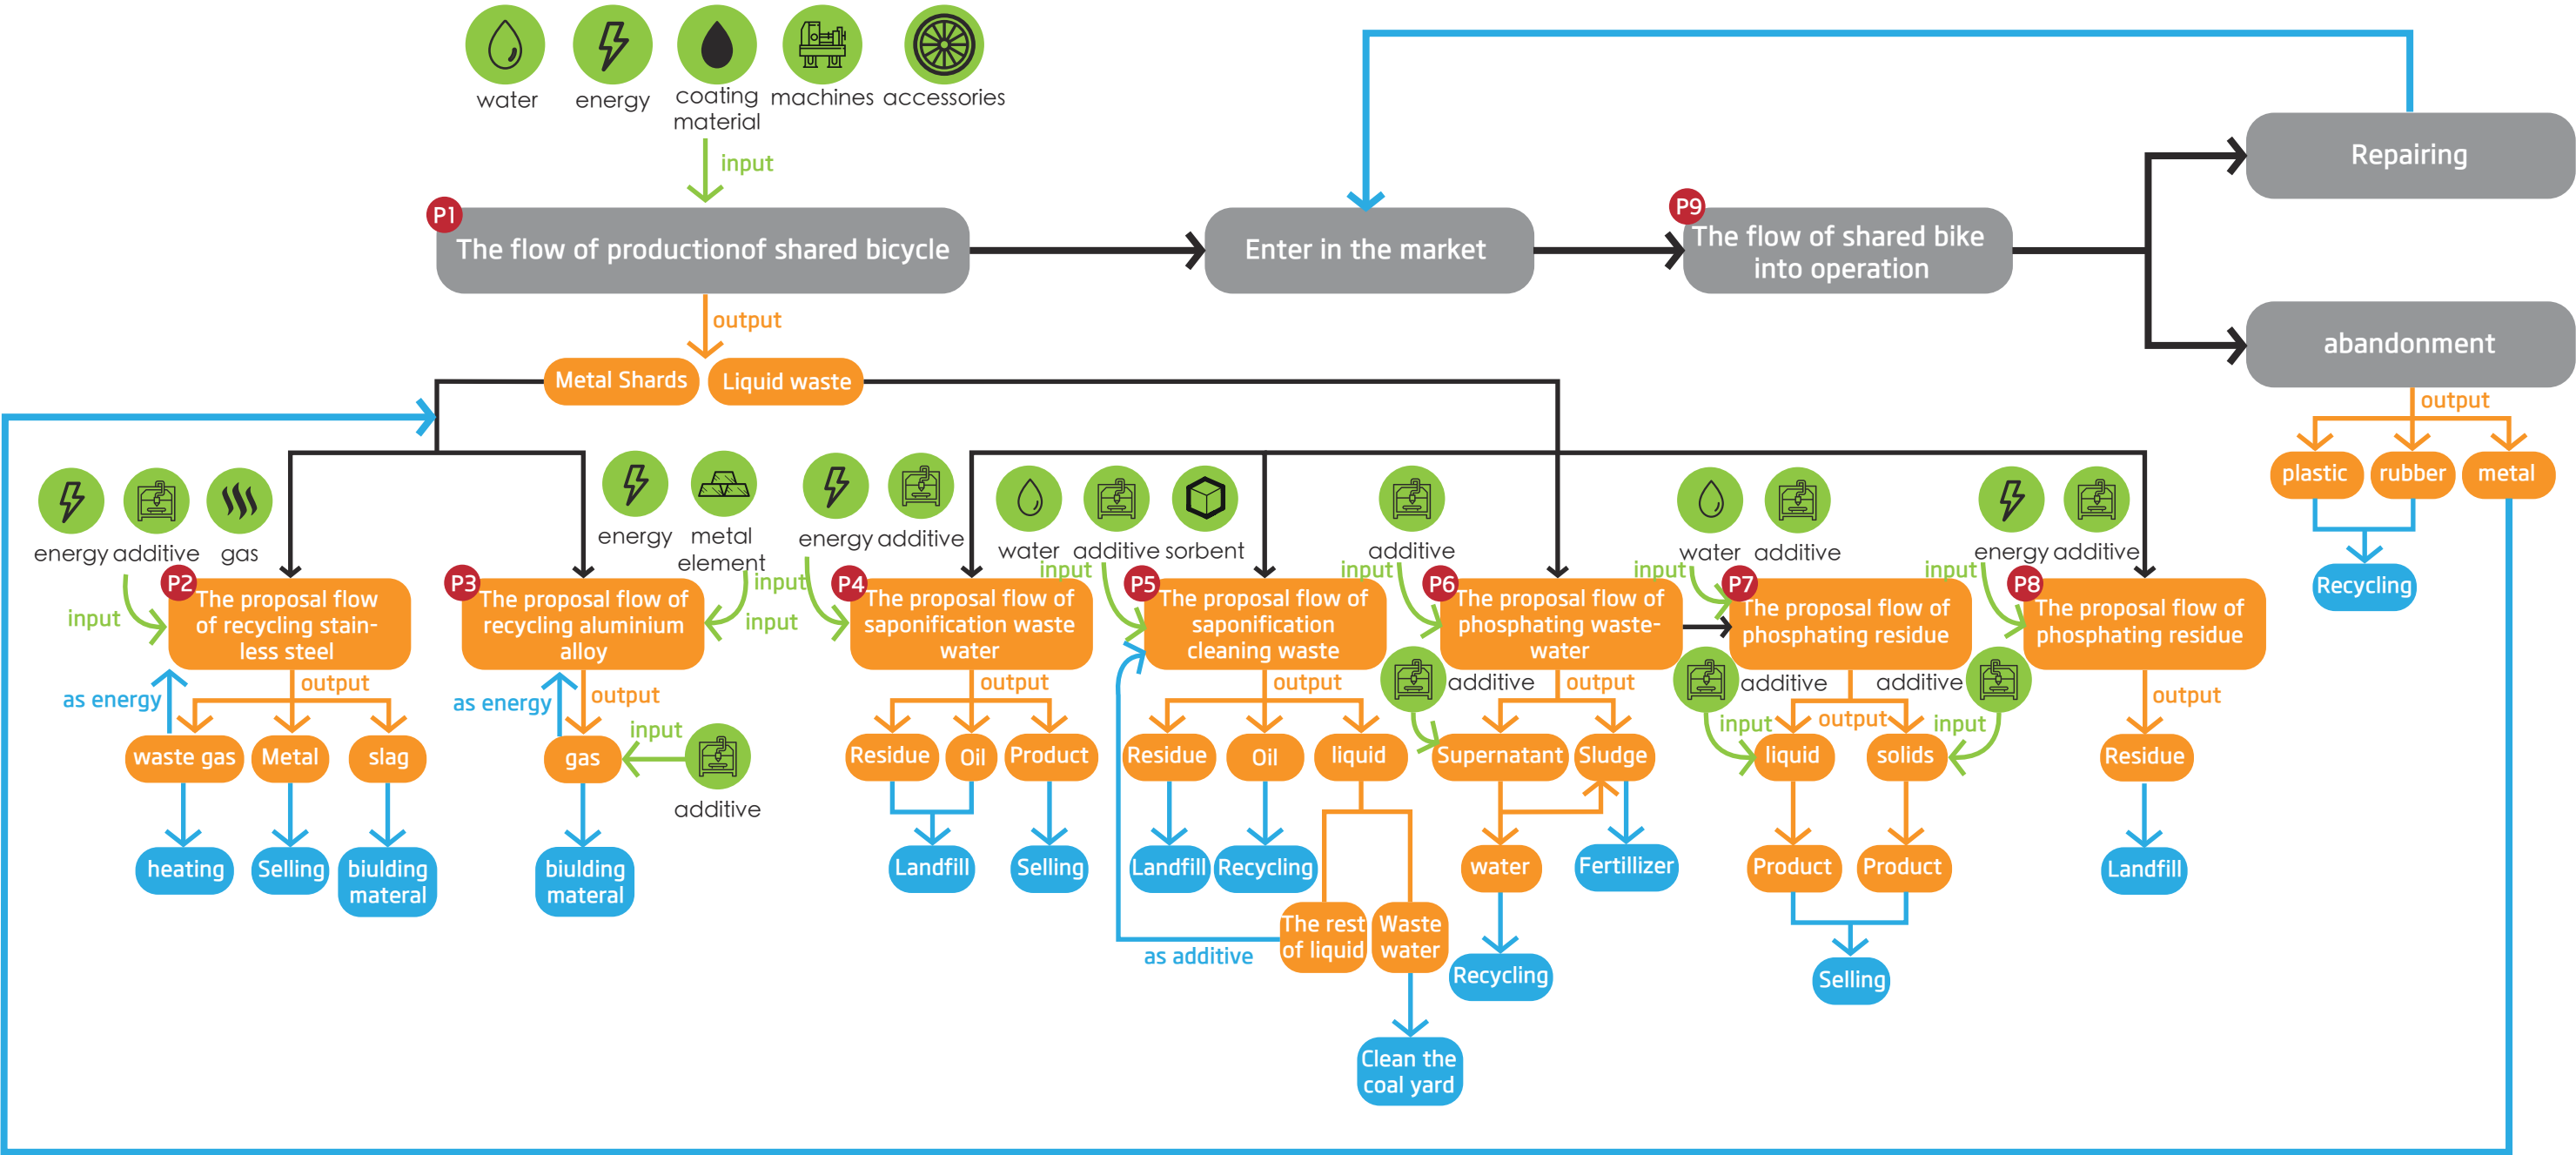 water
energy
coating
material
machines
accessories
input
P1
The flow of productionof shared bicycle
Enter in the market
P9
The flow of shared bike
into operation
Repairing
abandonment
output
Metal Shards
Liquid waste
output
plastic
rubber
metal
Recycling
energy
additive
gas
input
P2
The proposal flow
of recycling stain-
less steel
as energy
output
waste gas
Metal
slag
heating
Selling
biulding
materal
energy
metal
element
input
input
P3
The proposal flow of
recycling aluminium
alloy
as energy
output
gas
input
additive
biulding
materal
energy
additive
P4
The proposal flow of
saponification waste
water
output
Residue
Oil
Product
Landfill
Selling
water
additive
sorbent
input
P5
The proposal flow of
saponification
cleaning waste
output
Residue
Oil
liquid
Landfill
Recycling
The rest
of liquid
Waste
water
as additive
Clean the
coal yard
additive
input
P6
The proposal flow of
phosphating waste-
water
additive
output
Supernatant
Sludge
water
Fertillizer
Recycling
water
additive
input
P7
The proposal flow of
phosphating residue
additive
additive
input
output
input
liquid
solids
Product
Product
Selling
energy
additive
input
P8
The proposal flow of
phosphating residue
output
Residue
Landfill